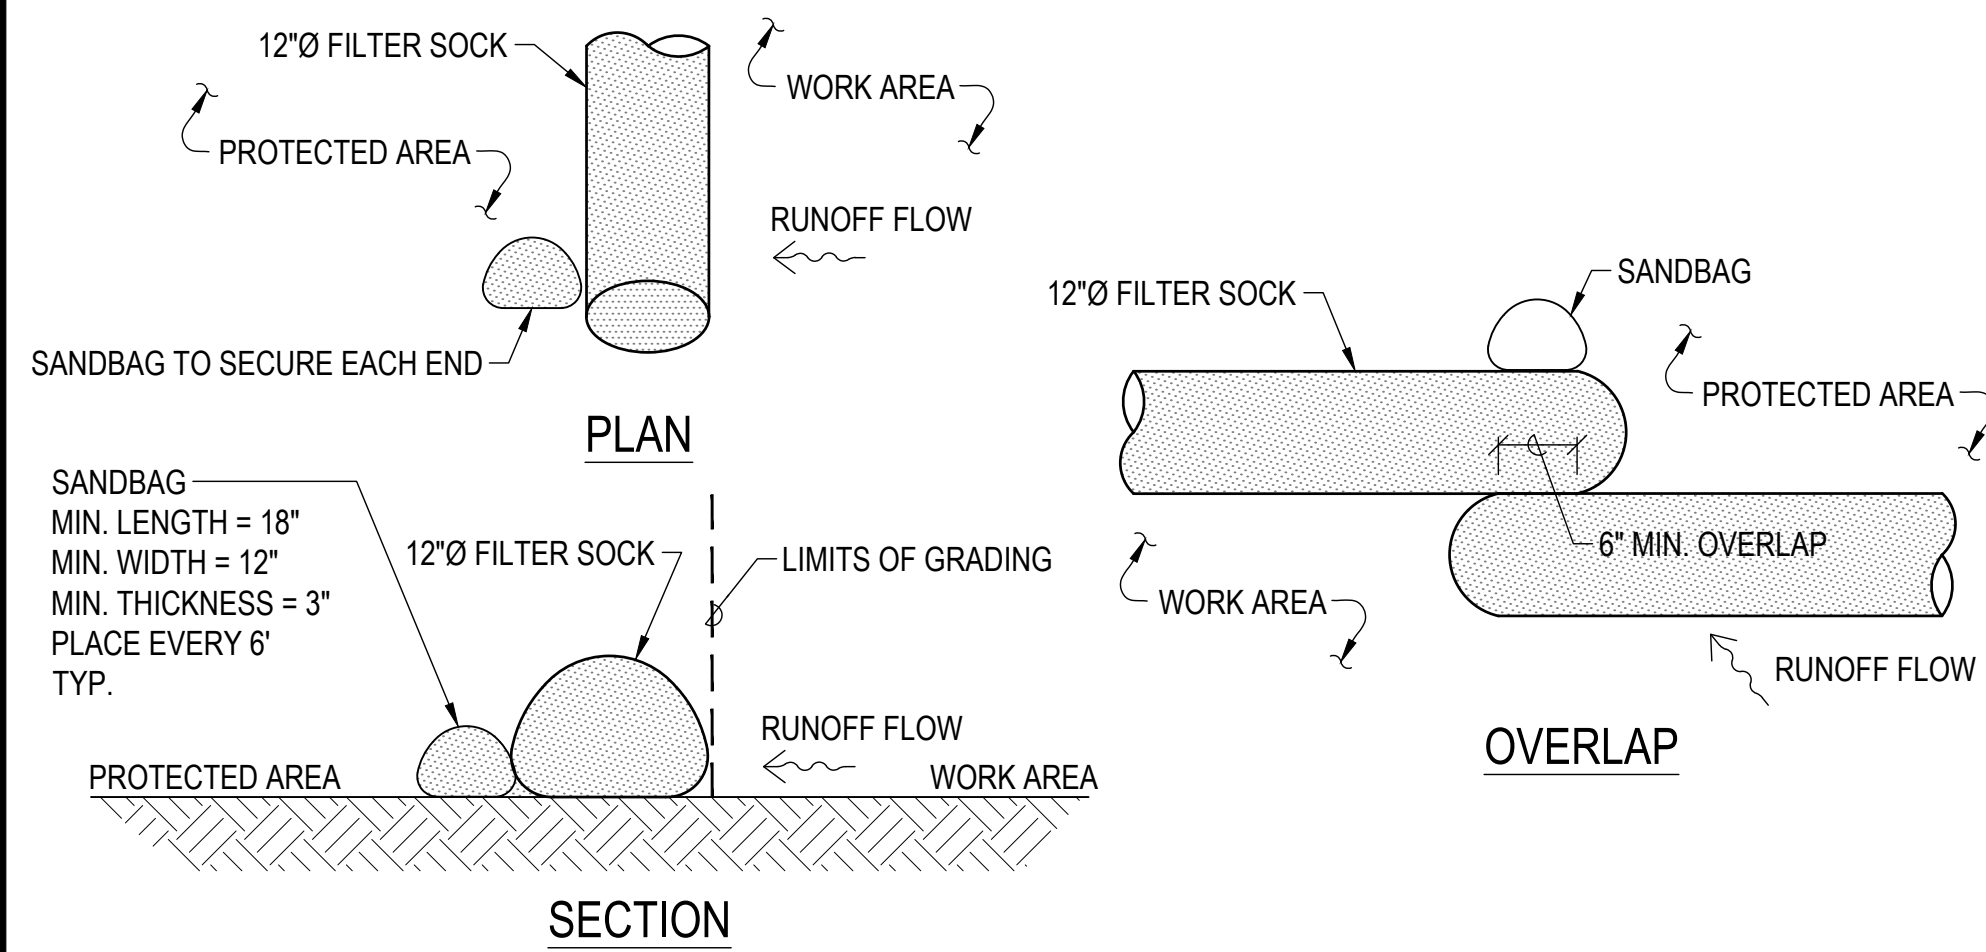 12"Ø FILTER SOCK
WORK AREA
PROTECTED AREA
RUNOFF FLOW
SANDBAG TO SECURE EACH END
PLAN
SANDBAG
MIN. LENGTH = 18"
MIN. WIDTH = 12"
MIN. THICKNESS = 3"
PLACE EVERY 6'
TYP.
12"Ø FILTER SOCK
LIMITS OF GRADING
RUNOFF FLOW
PROTECTED AREA
WORK AREA
SECTION
SANDBAG
12"Ø FILTER SOCK
PROTECTED AREA
6" MIN. OVERLAP
WORK AREA
RUNOFF FLOW
OVERLAP